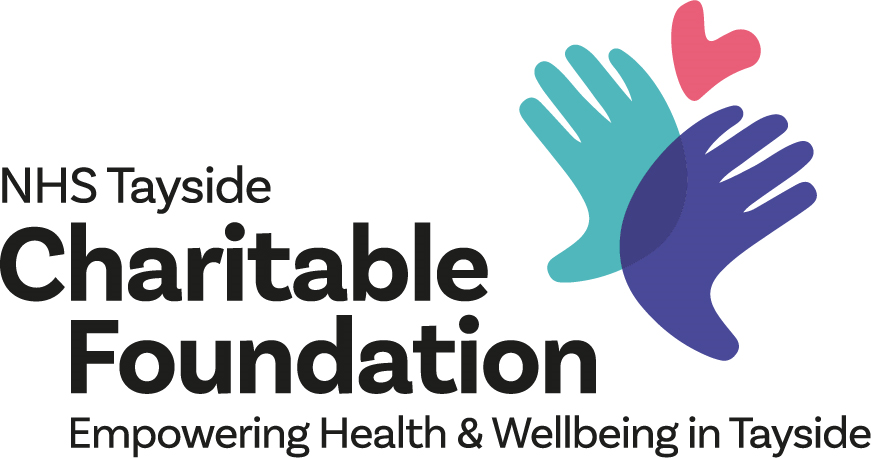 NHS Tayside
Charitable
Foundation
Empowering Health & Wellbeing in Tayside